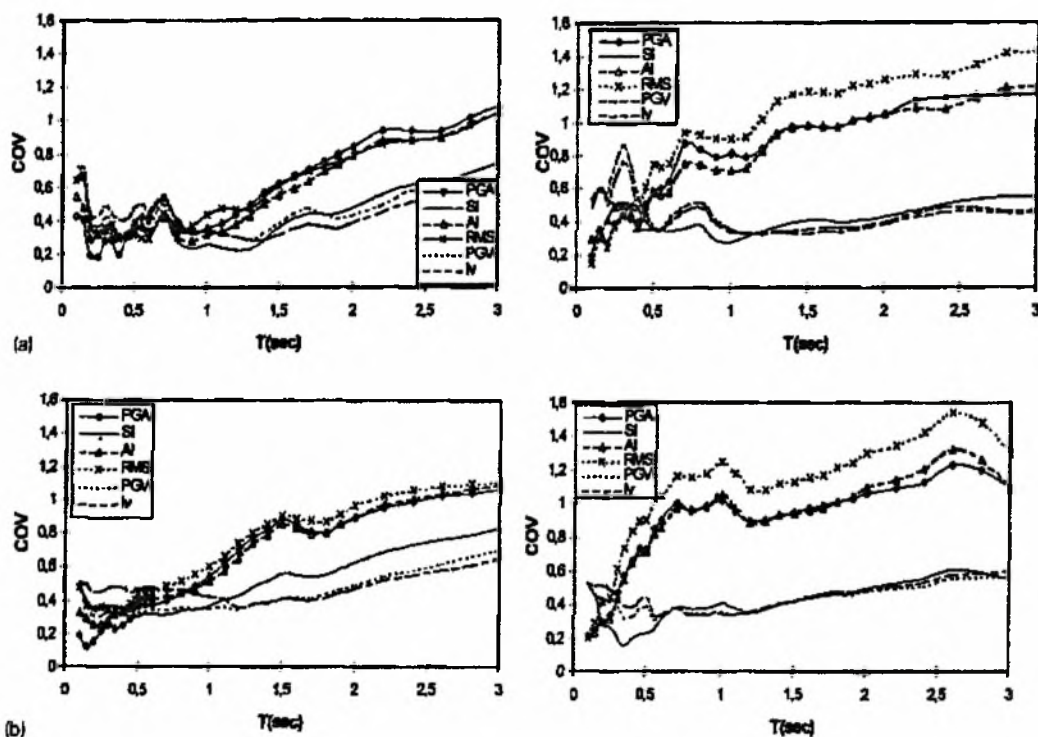 1,6
1,4
1,2
1
0,8
0,6
0,4
0,2
0
COV
0 0,5 1 1,5 2 2,5 3
T(sec)
PGA
SI
AI
RMS
PGV
Iv
(a)
1,6
1,4
1,2
1
0,8
0,6
0,4
0,2
0
COV
0 0,5 1 1,5 2 2,5 3
T(sec)
PGA
SI
AI
RMS
PGV
Iv
1,6
1,4
1,2
1
0,8
0,6
0,4
0,2
0
COV
0 0,5 1 1,5 2 2,5 3
T(sec)
PGA
SI
AI
RMS
PGV
Iv
(b)
1,6
1,4
1,2
1
0,8
0,6
0,4
0,2
0
COV
0 0,5 1 1,5 2 2,5 3
T(sec)
PGA
SI
AI
RMS
PGV
Iv